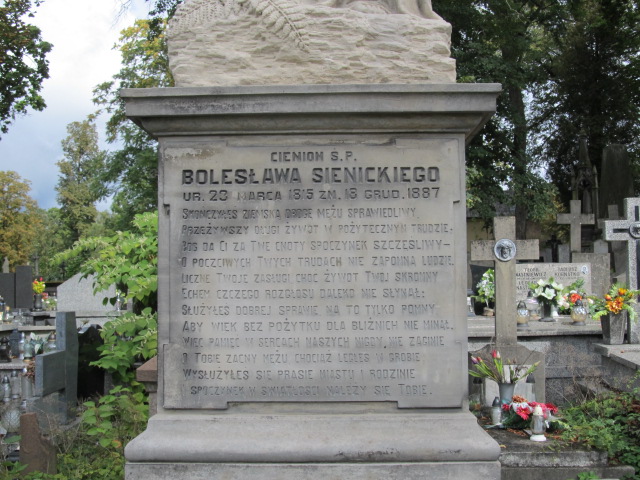 CIENIOM Ś.P.
BOLESŁAWA SIENICKIEGO
UR. 23 MARCA 1815 ZM. 18 GRUD. 1887
SKOŃCZYŁEŚ ZIEMSKĄ DROGĘ MĘŻU SPRAWIEDLIWY,
PRZEŻYWSZY DŁUGI ŻYWOT W POŻYTECZNYM TRUDZIE,
BÓG DA CI ZA TWE CNOTY SPOCZYNEK SZCZĘŚLIWY—
O POCZCIWYCH TWYCH TRUDACH NIE ZAPOMNĄ LUDZIE.
LICZNE TWOJE ZASŁUGI CHOĆ ŻYWOT TWÓJ SKROMNY
ECHEM CZCZEGO ROZGŁOSU DALEKO NIE SŁYNĄŁ.
SŁUŻYŁEŚ DOBREJ SPRAWIE NA TO TYLKO POMNY,
ABY WIEK BEZ POŻYTKU DLA BLIŹNICH NIE MINĄŁ.
WIĘC PAMIĘĆ W SERCACH NASZYCH NIGDY NIE ZAGINIE
O TOBIE ZACNY MĘŻU CHOCIAŻ LEGŁEŚ W GROBIE
WYSŁUŻYŁEŚ SIĘ PRASIE MIASTU I RODZINIE
SPOCZYNEK W ŚWIATŁOŚCI NALEŻY SIĘ TOBIE.